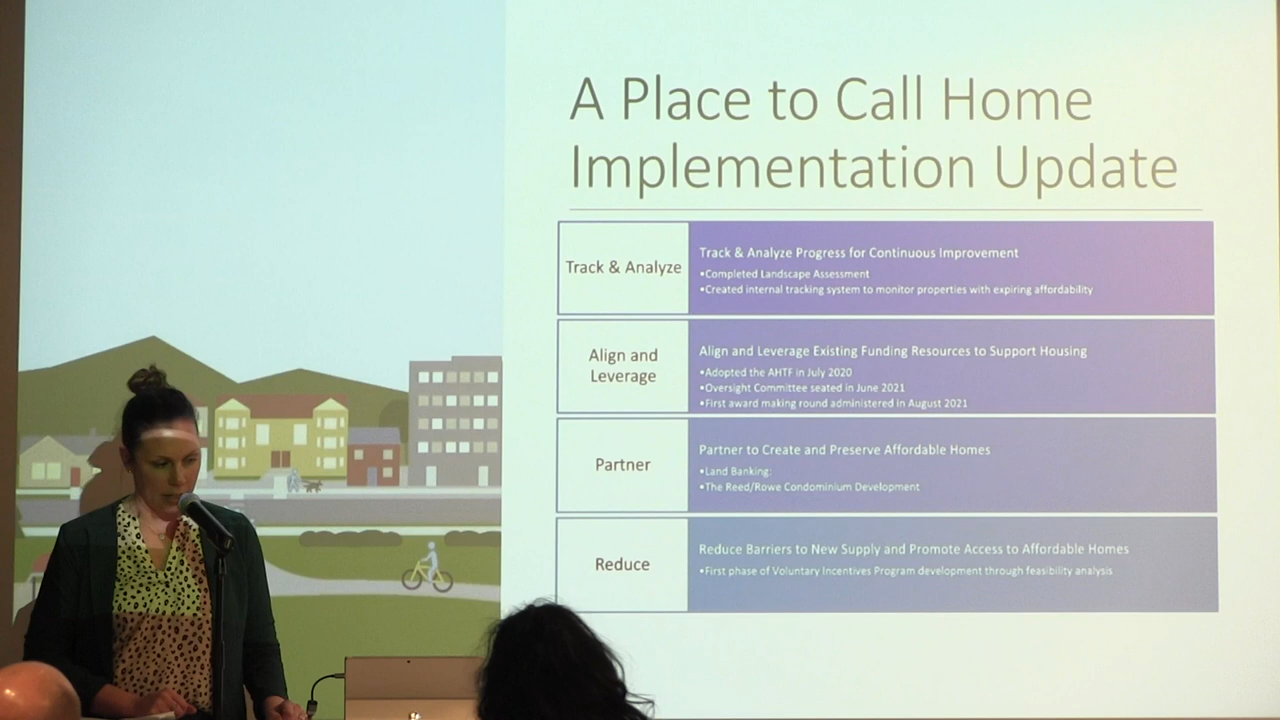 A Place to Call Home
Implementation Update
Track & Analyze
Track & Analyze Progress for Continuous Improvement
•Completed Landscape Assessment
•Created internal tracking system to monitor properties with expiring affordability
Align and
Leverage
Align and Leverage Existing Funding Resources to Support Housing
•Adopted the AHTF in July 2020
•Oversight Committee seated in June 2021
•First award making round administered in August 2021
Partner
Partner to Create and Preserve Affordable Homes
•Land Banking:
•The Reed/Rowe Condominium Development
Reduce
Reduce Barriers to New Supply and Promote Access to Affordable Homes
•First phase of Voluntary Incentives Program development through feasibility analysis